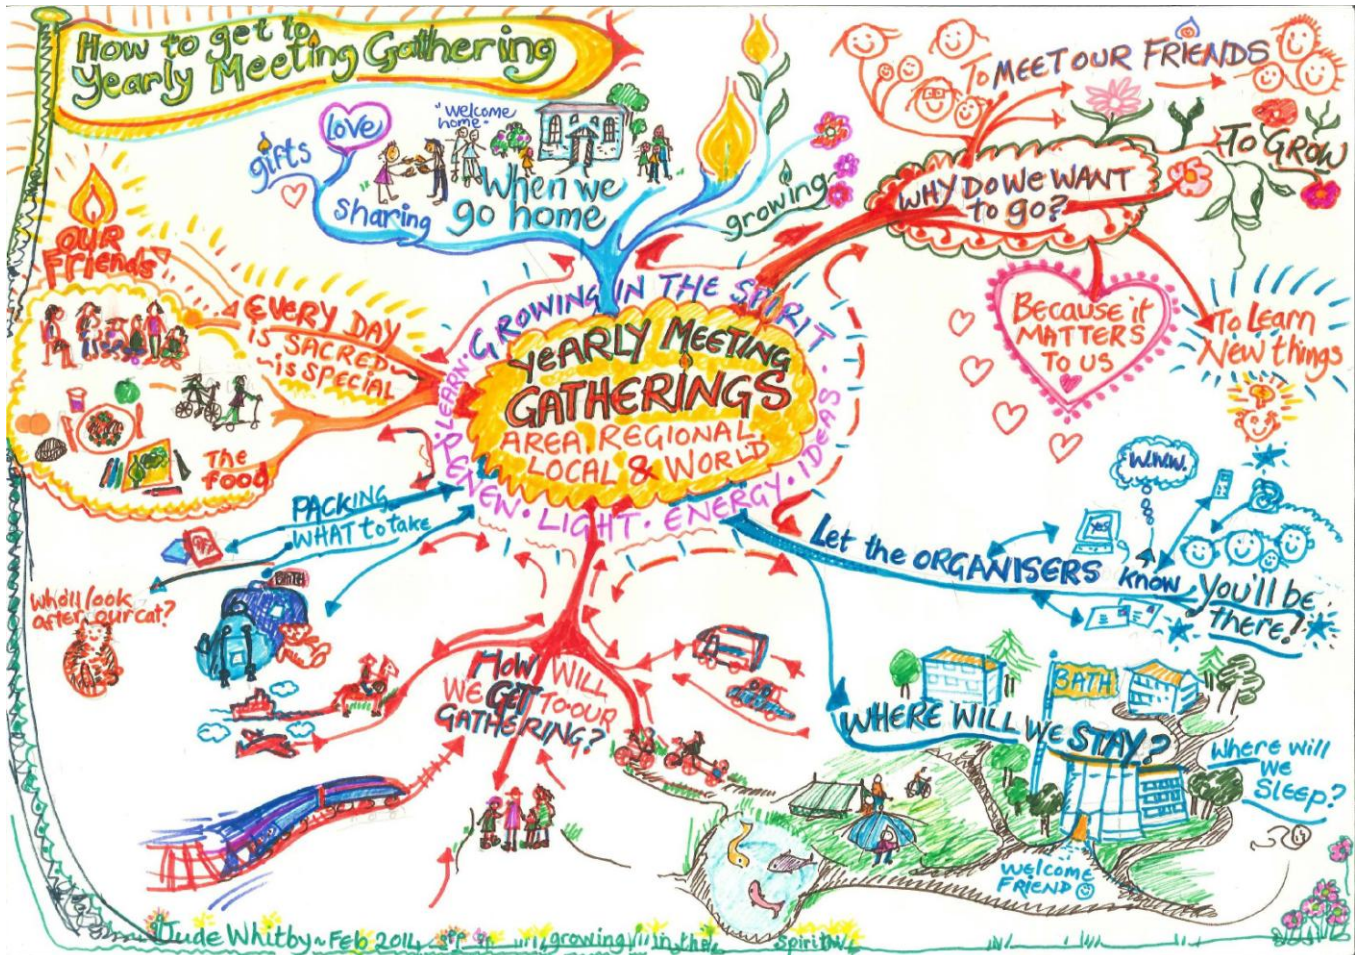 How to get to
Yearly Meeting Gathering
gifts
love
sharing
"Welcome
home"
When we
go home
growing
To MEET OUR FRIENDS
To GROW
WHY DO WE WANT
to go?
BECAUSE it
MATTERS
TO US
To Learn
New things
OUR
Friends
EVERY DAY
is SACRED~
~is SPECIAL
The
food
LEARN · GROWING IN THE SPIRIT ·
RENEW · LIGHT · ENERGY · IDEAS ·
YEARLY MEETING
GATHERINGS
AREA, REGIONAL
LOCAL & WORLD
PACKING
WHAT to take
BATH
Who'll look
after our cat?
W.W.W.
YES
Let the ORGANISERS know
you'll be
there!
HOW WILL
WE GET TO OUR
GATHERING?
BATH
WHERE WILL WE STAY?
Where will
we
SLEEP?
WELCOME
FRIEND
Jude Whitby ~ Feb 2014
growing in the Spirit